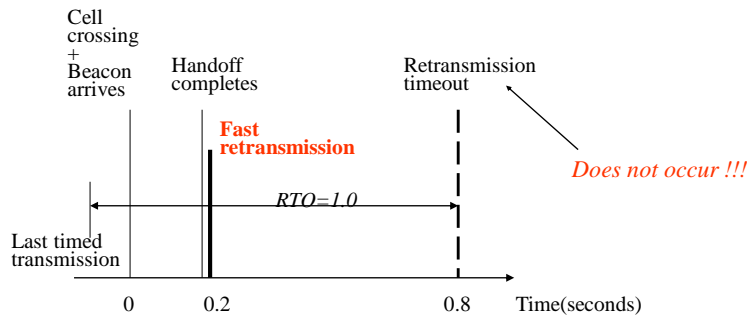 Cell
crossing
+
Beacon
arrives
Handoff
completes
Retransmission
timeout
Fast
retransmission
Does not occur !!!
RTO=1.0
Last timed
transmission
0
0.2
0.8
Time(seconds)